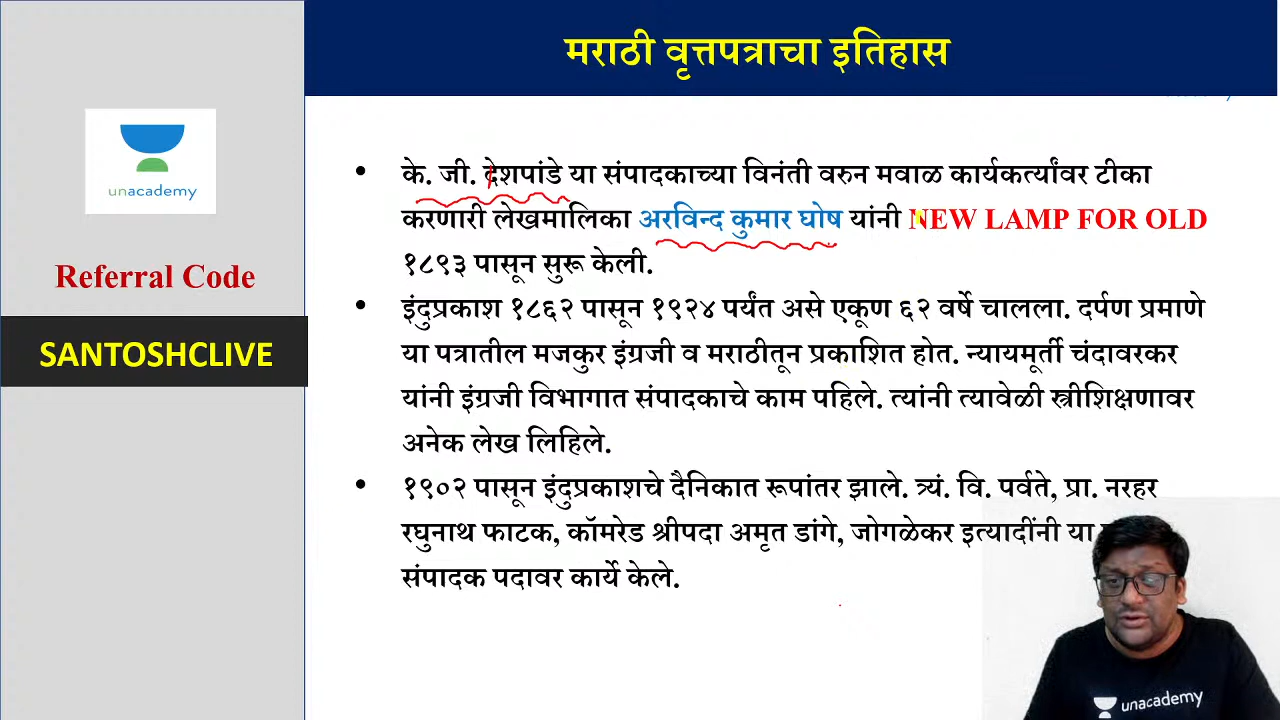 मराठी वृत्तपत्राचा इतिहास
unacademy
Referral Code
SANTOSHCLIVE
• के. जी. देशपांडे या संपादकाच्या विनंती वरुन मवाळ कार्यकर्त्यांवर टीका
करणारी लेखमालिका अरविन्द कुमार घोष यांनी NEW LAMP FOR OLD
१८९३ पासून सुरू केली.
• इंदुप्रकाश १८६२ पासून १९२४ पर्यंत असे एकूण ६२ वर्षे चालला. दर्पण प्रमाणे
या पत्रातील मजकुर इंग्रजी व मराठीतून प्रकाशित होत. न्यायमूर्ती चंदावरकर
यांनी इंग्रजी विभागात संपादकाचे काम पहिले. त्यांनी त्यावेळी स्त्रीशिक्षणावर
अनेक लेख लिहिले.
• १९०२ पासून इंदुप्रकाशचे दैनिकात रूपांतर झाले. त्र्यं. वि. पर्वते, प्रा. नरहर
रघुनाथ फाटक, कॉमरेड श्रीपदा अमृत डांगे, जोगळेकर इत्यादींनी या
संपादक पदावर कार्ये केले.
unacademy